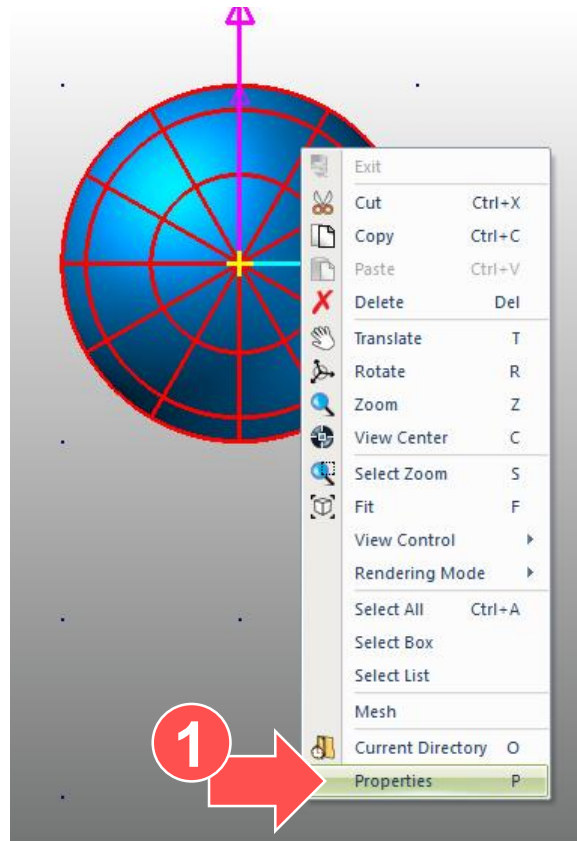 Exit
Cut Ctrl+X
Copy Ctrl+C
Paste Ctrl+V
Delete Del
Translate T
Rotate R
Zoom Z
View Center C
Select Zoom S
Fit F
View Control
Rendering Mode
Select All Ctrl+A
Select Box
Select List
Mesh
1
Current Directory O
Properties P